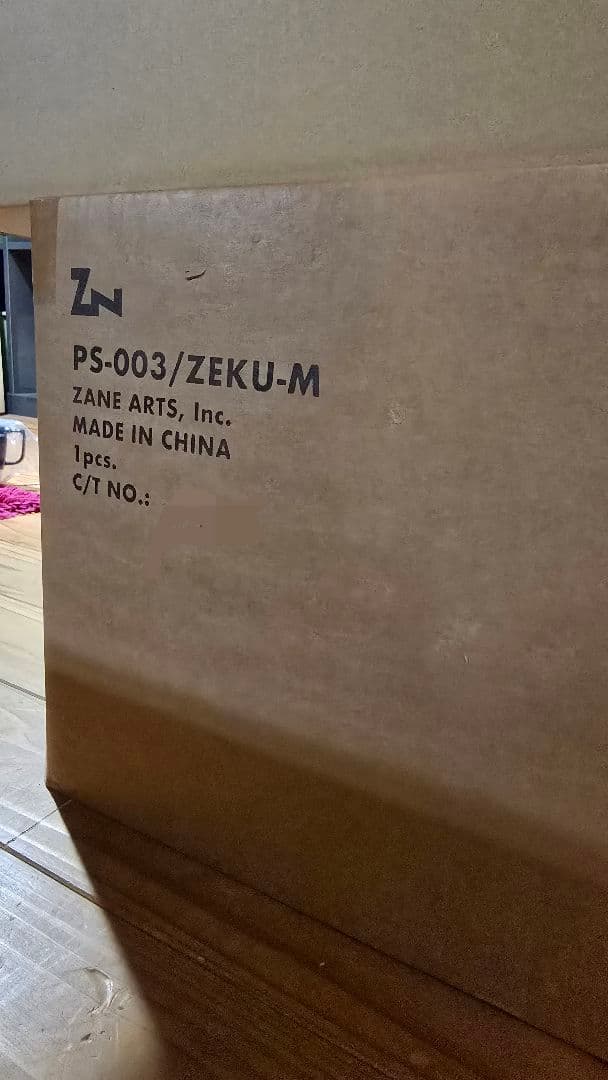 ZN
PS-003/ZEKU-M
ZANE ARTS, Inc.
MADE IN CHINA
1pcs.
C/T NO.: